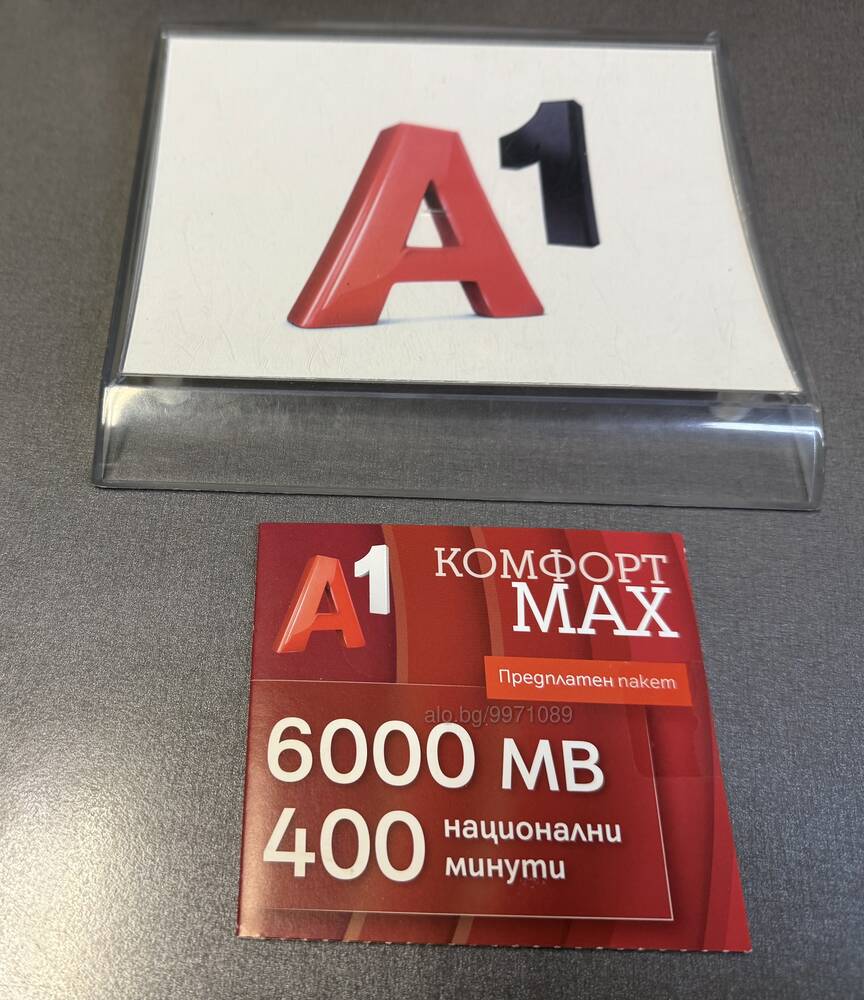 A1
A1
КОМФОРТ
MAX
Предплатен пакет
alo.bg/9971089
6000 MB
400 национални
минути